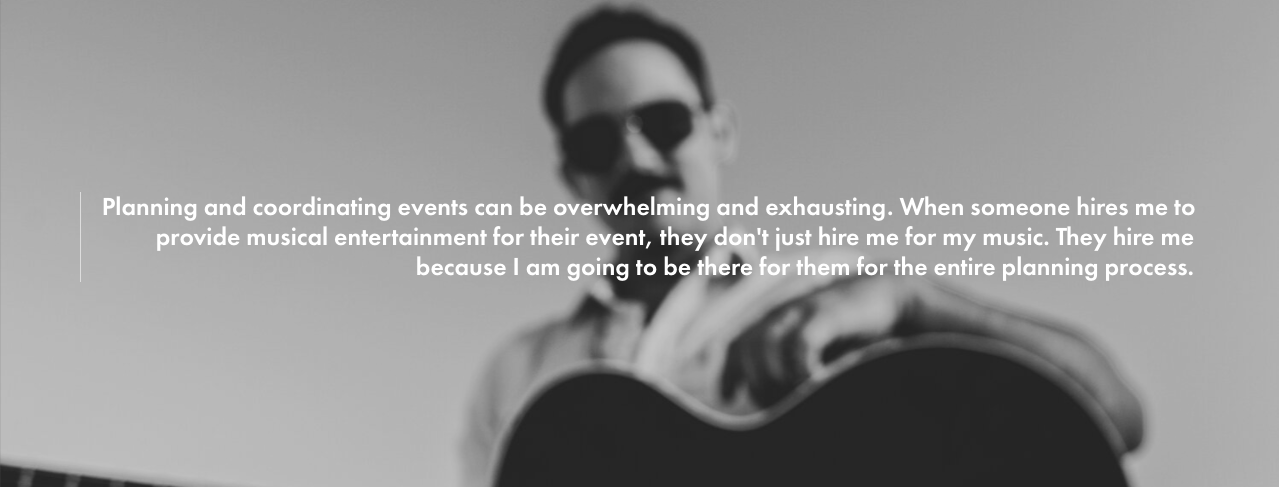 Planning and coordinating events can be overwhelming and exhausting. When someone hires me to
provide musical entertainment for their event, they don't just hire me for my music. They hire me
because I am going to be there for them for the entire planning process.